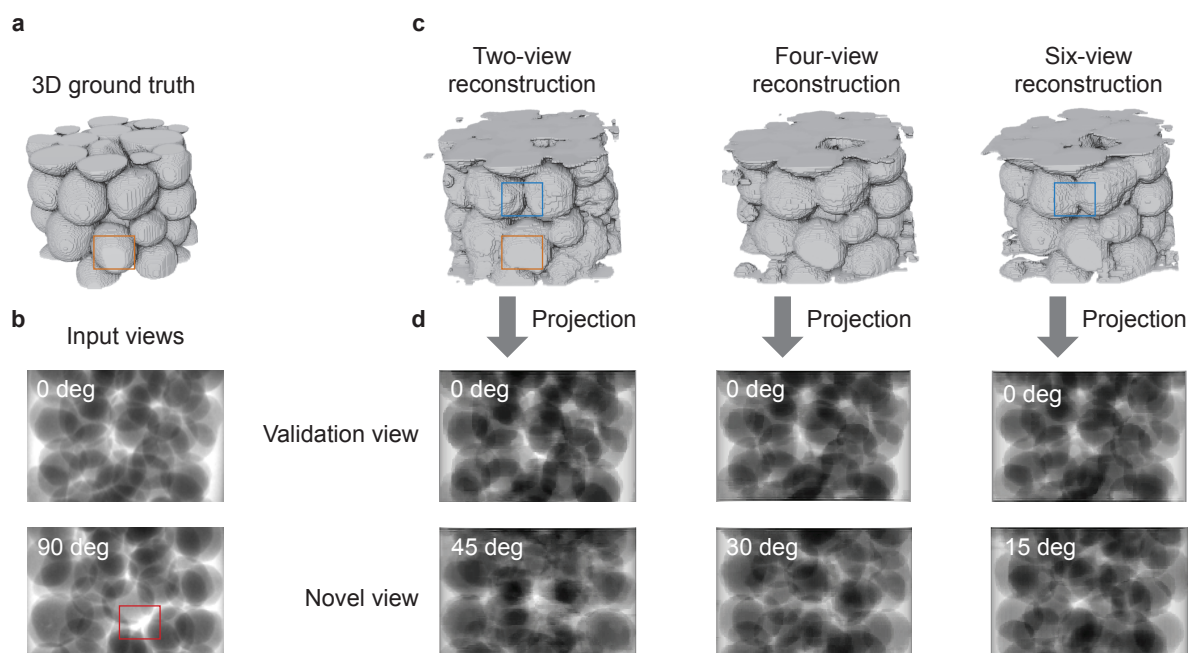 a
3D ground truth
b
Input views
0 deg
90 deg
c
Two-view
reconstruction
Four-view
reconstruction
Six-view
reconstruction
d
Projection
Projection
Projection
Validation view
0 deg
0 deg
0 deg
Novel view
45 deg
30 deg
15 deg